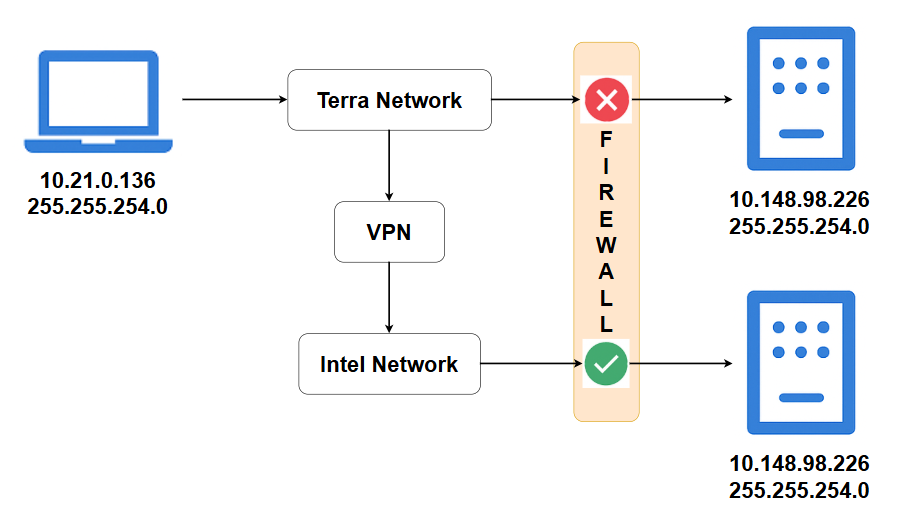 10.21.0.136
255.255.254.0
Terra Network
VPN
Intel Network
F
I
R
E
W
A
L
L
10.148.98.226
255.255.254.0
10.148.98.226
255.255.254.0